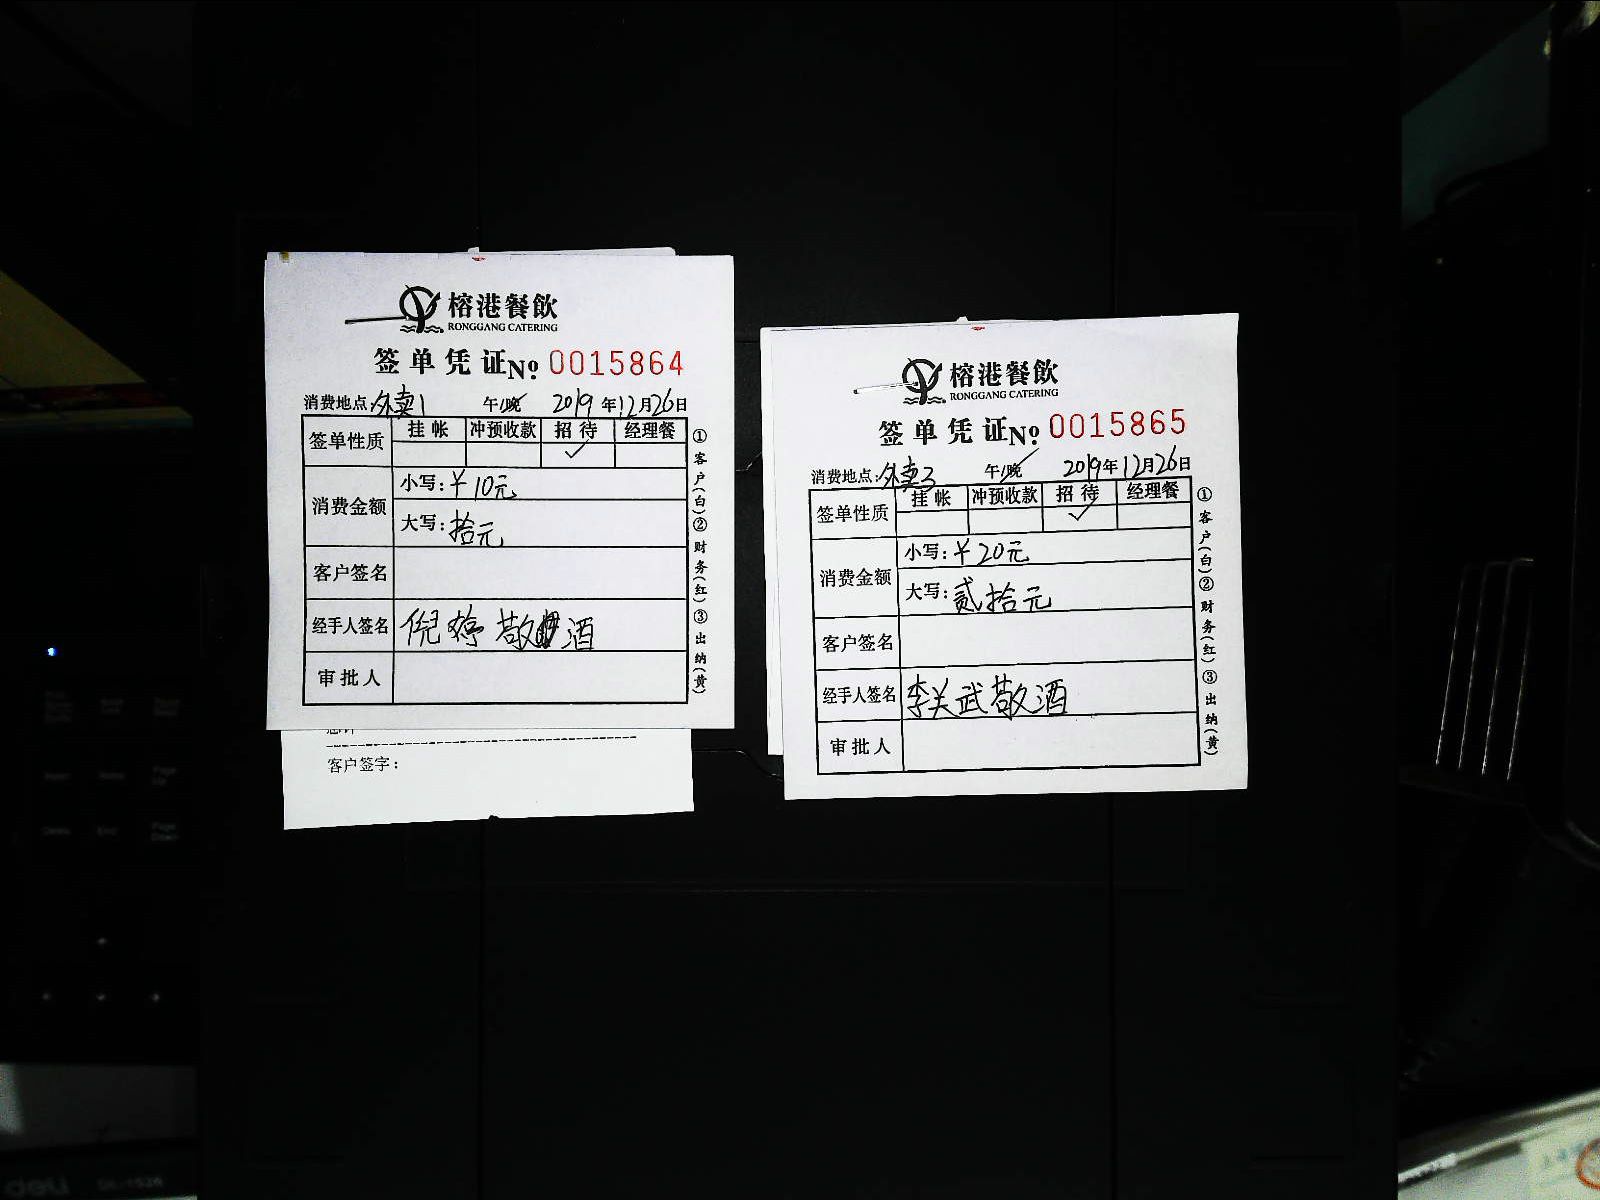 榕港餐飲
RONGGANG CATERING
签单凭证 № 0015864
消费地点:外卖1 午/晚 2019年12月26日
签单性质 挂帐 冲预收款 招待 经理餐
✓
消费金额 小写:¥10元
大写:拾元
客户签名
经手人签名 倪婷 敬酒
审批人
①客户(白)②财务(红)③出纳(黄)
客户签字:
榕港餐飲
RONGGANG CATERING
签单凭证 № 0015865
消费地点:外卖3 午/晚 2019年12月26日
签单性质 挂帐 冲预收款 招待 经理餐
✓
消费金额 小写:¥20元
大写:贰拾元
客户签名
经手人签名 李关武敬酒
审批人
①客户(白)②财务(红)③出纳(黄)
deli